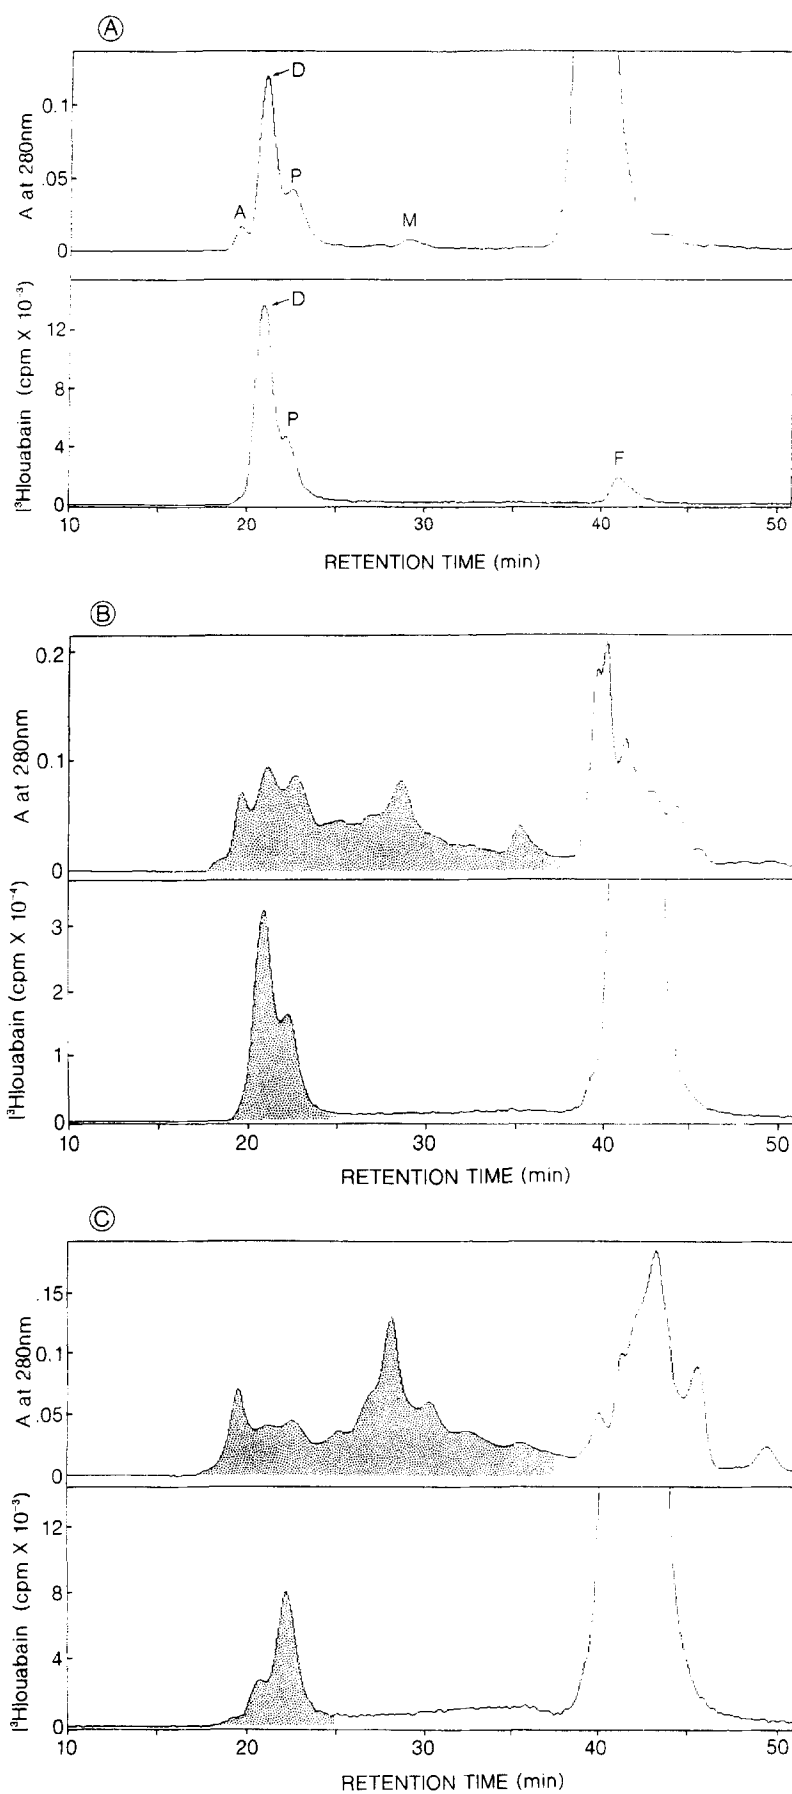 A
A at 280nm
0.1
.05
0
A
D
P
M
[³H]ouabain (cpm X 10⁻³)
12
8
4
0
D
P
F
10 20 30 40 50
RETENTION TIME (min)
B
A at 280nm
0.2
0.1
0
[³H]ouabain (cpm X 10⁻⁴)
3
2
1
0
10 20 30 40 50
RETENTION TIME (min)
C
A at 280nm
.15
0.1
.05
0
[³H]ouabain (cpm X 10⁻³)
12
8
4
0
10 20 30 40 50
RETENTION TIME (min)